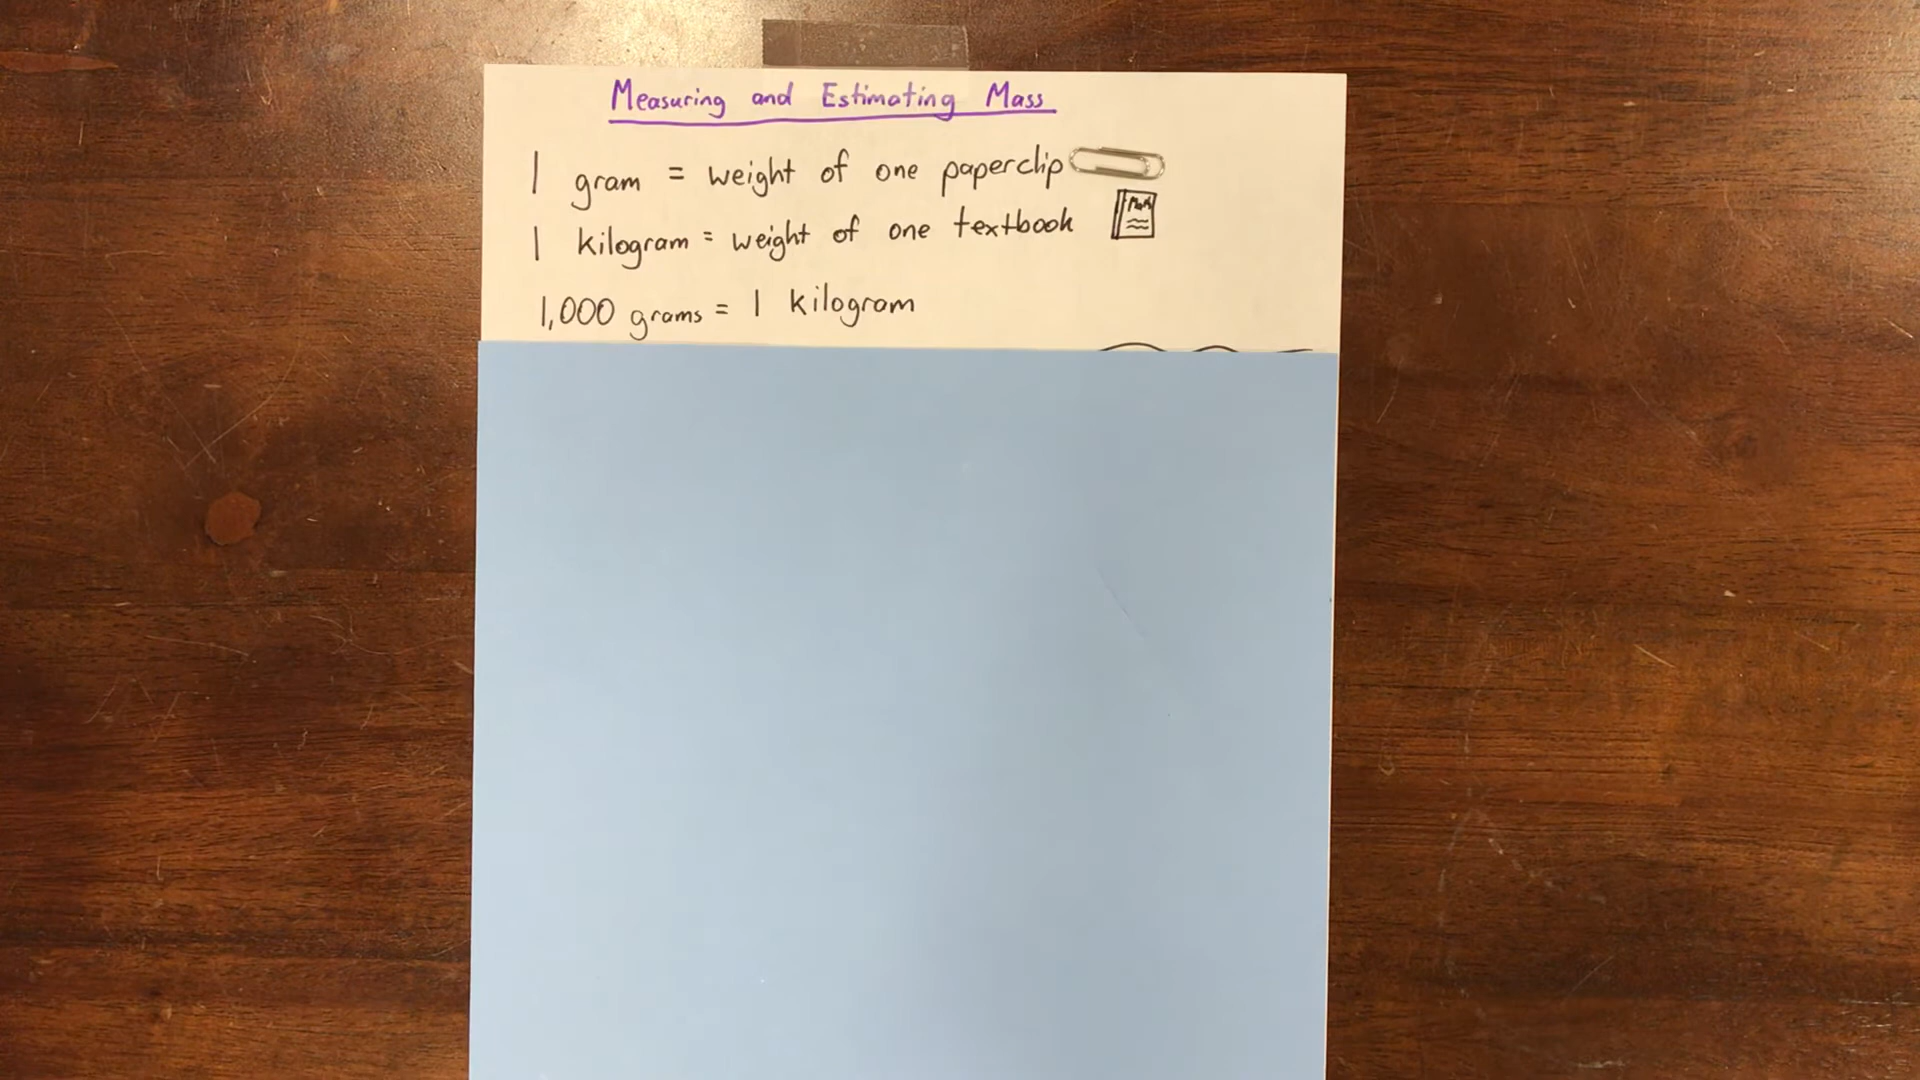 Measuring and Estimating Mass
1 gram = weight of one paperclip
1 kilogram = weight of one textbook
Math
1,000 grams = 1 kilogram